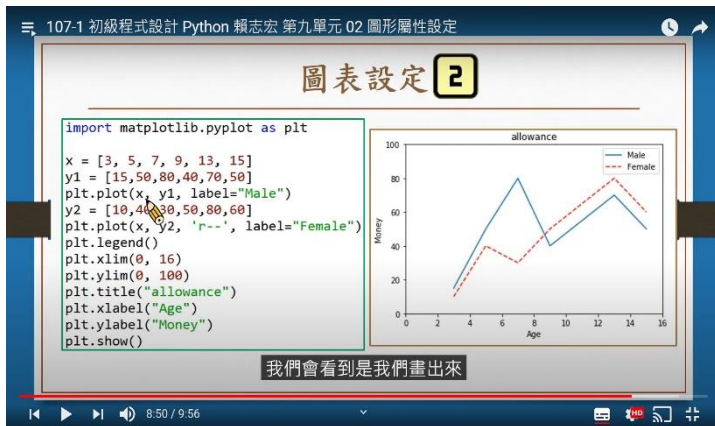 107-1 初級程式設計 Python 賴志宏 第九單元 02 圖形屬性設定
圖表設定 2
import matplotlib.pyplot as plt
x = [3, 5, 7, 9, 13, 15]
y1 = [15,50,80,40,70,50]
plt.plot(x, y1, label="Male")
y2 = [10,40,30,50,80,60]
plt.plot(x, y2, 'r--', label="Female")
plt.legend()
plt.xlim(0, 16)
plt.ylim(0, 100)
plt.title("allowance")
plt.xlabel("Age")
plt.ylabel("Money")
plt.show()
allowance
Male
Female
100
80
60
40
20
0
Money
0 2 4 6 8 10 12 14 16
Age
我們會看到是我們畫出來
8:50 / 9:56
HD